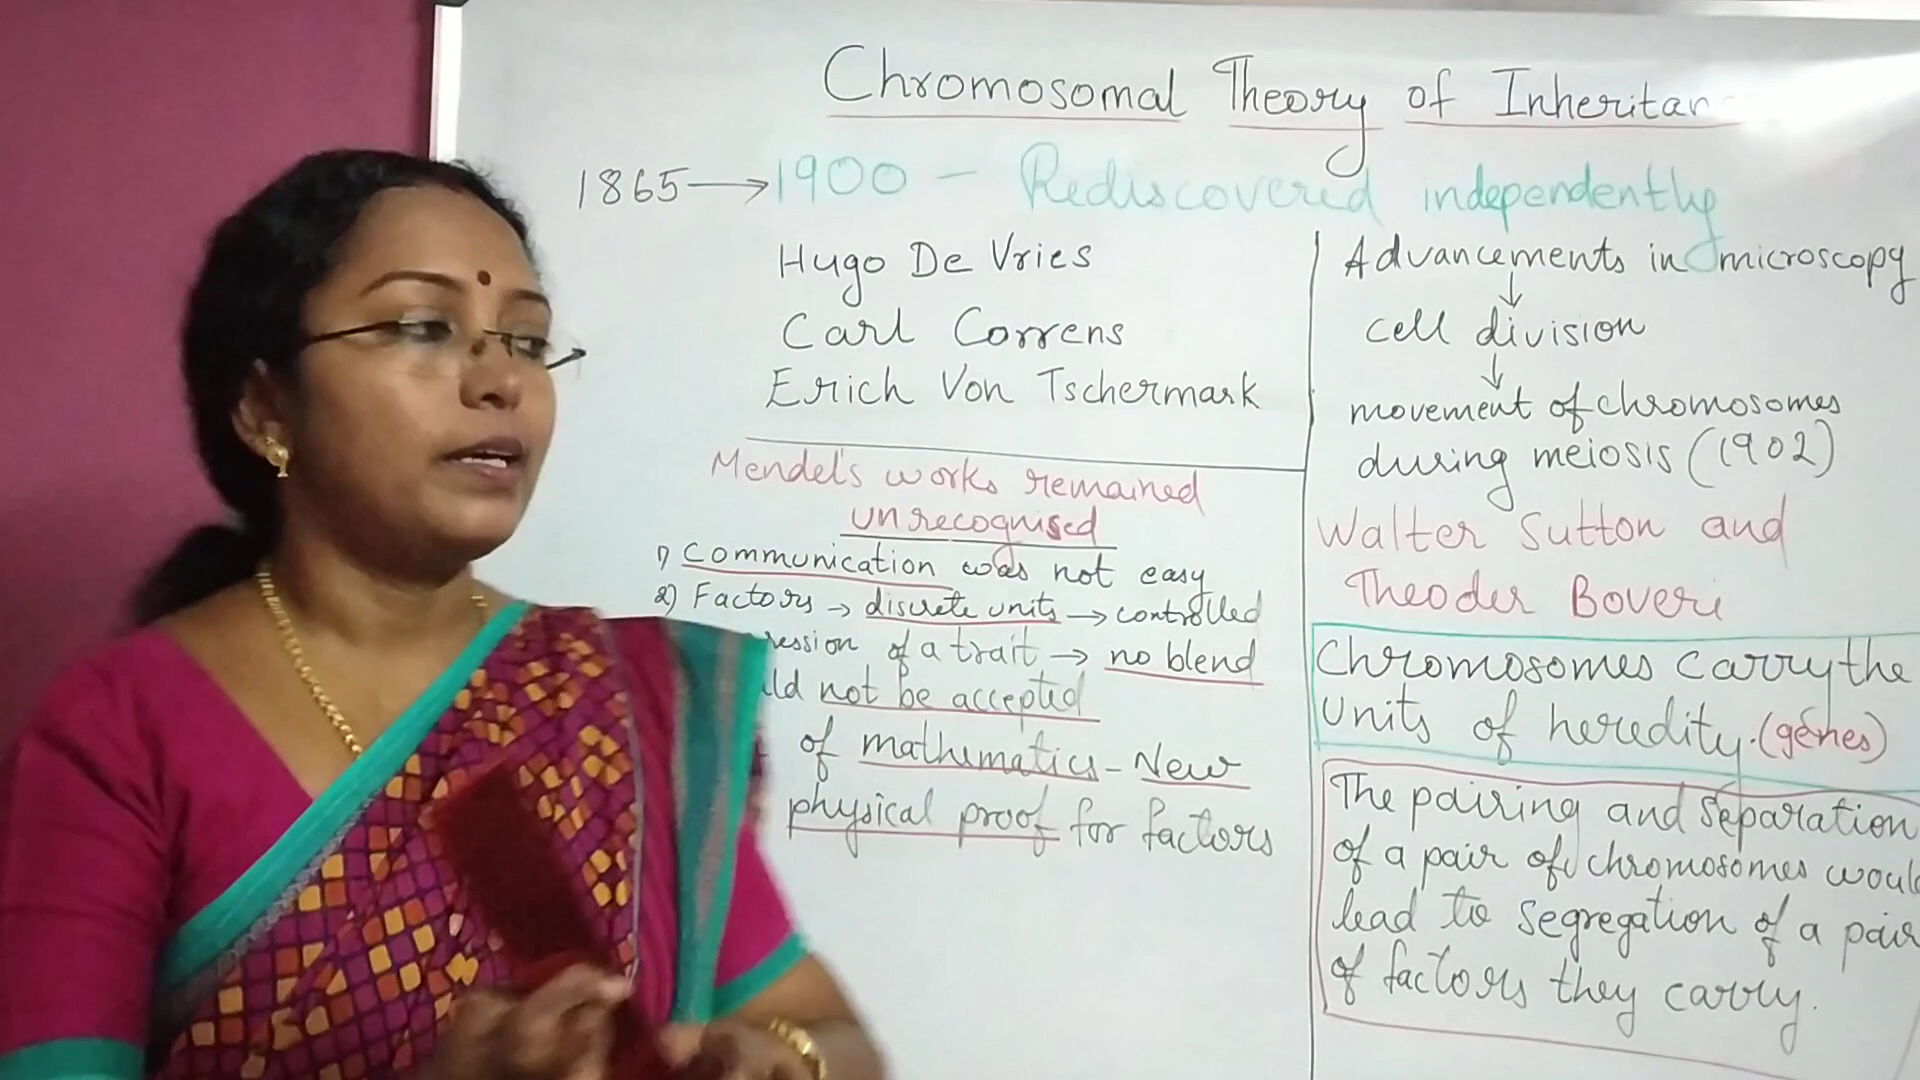 Chromosomal Theory of Inheritan
1865 → 1900 – Rediscovered independently
Hugo De Vries
Carl Correns
Erich Von Tschermark
Mendel's works remained
unrecognised
1) Communication was not easy
2) Factors → discrete units → controlled
ression of a trait → no blend
ld not be accepted
of mathematics - New
physical proof for factors
Advancements in microscopy
↓
cell division
↓
movement of chromosomes
during meiosis (1902)
Walter Sutton and
Theoder Boveri
Chromosomes carry the
units of heredity. (genes)
The pairing and separation
of a pair of chromosomes would
lead to segregation of a pair
of factors they carry.